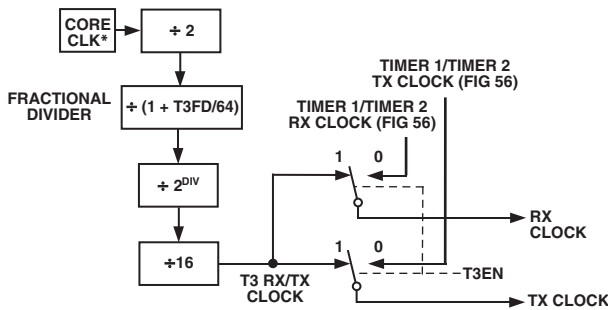 CORE
CLK*
÷ 2
TIMER 1/TIMER 2
TX CLOCK (FIG 56)
FRACTIONAL
DIVIDER
÷ (1 + T3FD/64)
TIMER 1/TIMER 2
RX CLOCK (FIG 56)
1 0
÷ 2DIV
RX
CLOCK
÷16
1 0
T3 RX/TX
CLOCK
T3EN
TX CLOCK